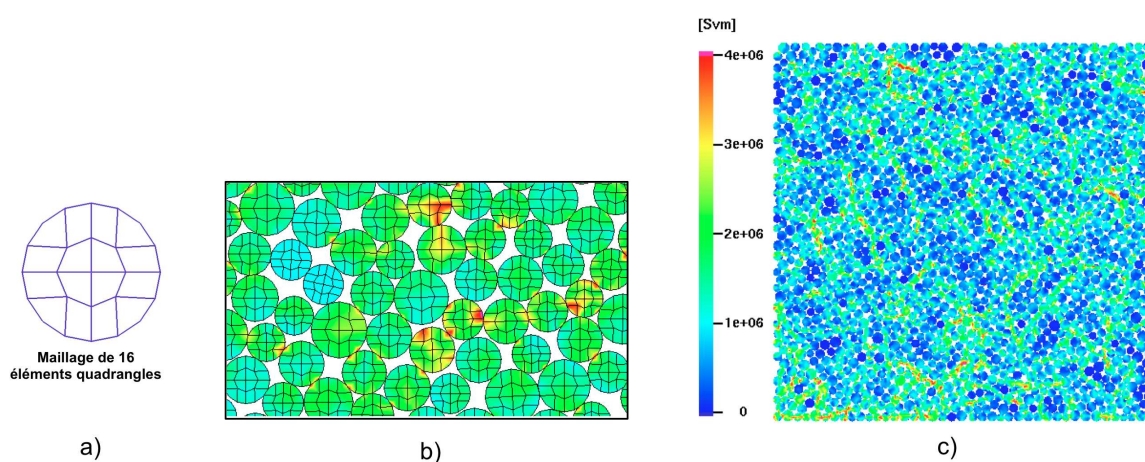 [Svm]
4e+06
3e+06
2e+06
1e+06
0
Maillage de 16
éléments quadrangles
a)
b)
c)